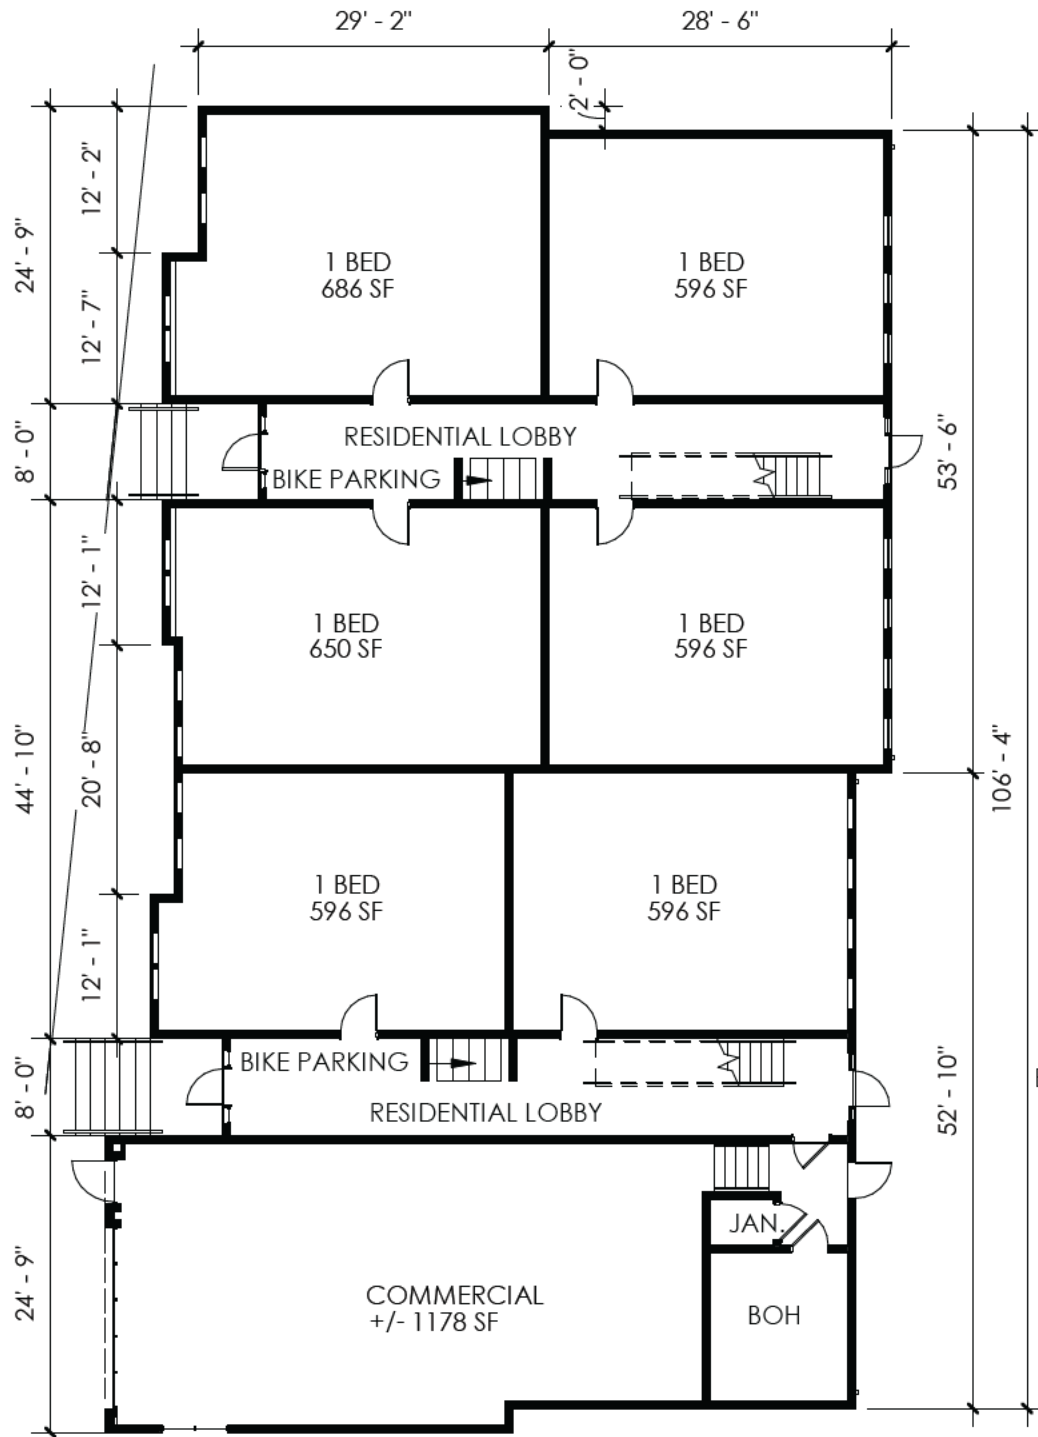 29' - 2"
28' - 6"
2' - 0"
12' - 2"
24' - 9"
12' - 7"
1 BED
686 SF
1 BED
596 SF
8' - 0"
RESIDENTIAL LOBBY
BIKE PARKING
53' - 6"
12' - 1"
1 BED
650 SF
1 BED
596 SF
44' - 10"
20' - 8"
106' - 4"
1 BED
596 SF
1 BED
596 SF
12' - 1"
8' - 0"
BIKE PARKING
RESIDENTIAL LOBBY
52' - 10"
JAN.
24' - 9"
COMMERCIAL
+/- 1178 SF
BOH